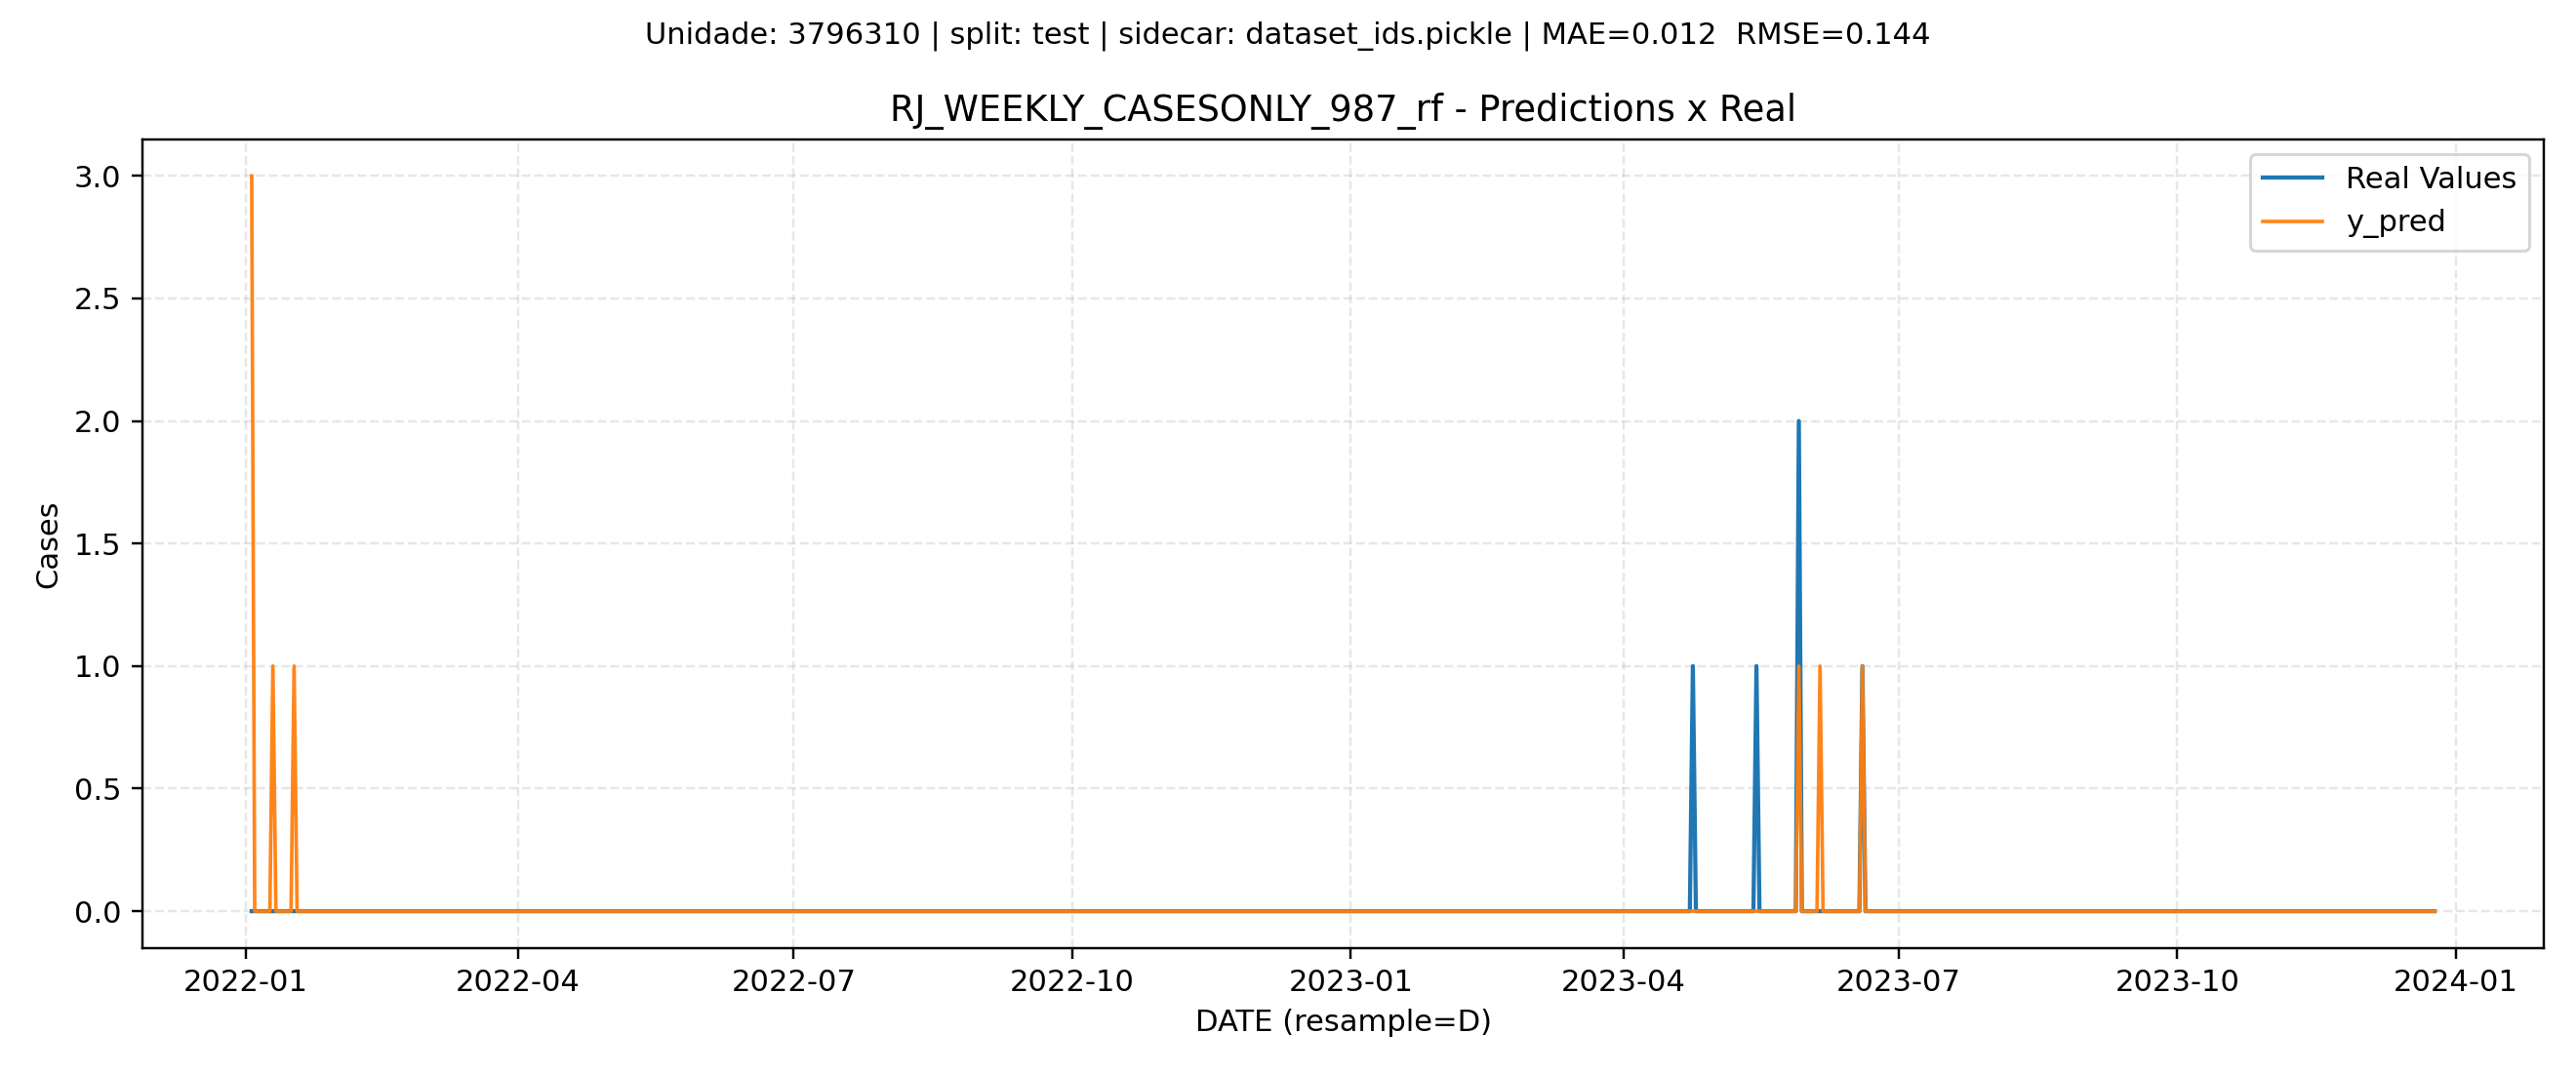 Unidade: 3796310 | split: test | sidecar: dataset_ids.pickle | MAE=0.012  RMSE=0.144
RJ_WEEKLY_CASESONLY_987_rf - Predictions x Real
Real Values
y_pred
Cases
3.0
2.5
2.0
1.5
1.0
0.5
0.0
2022-01
2022-04
2022-07
2022-10
2023-01
2023-04
2023-07
2023-10
2024-01
DATE (resample=D)